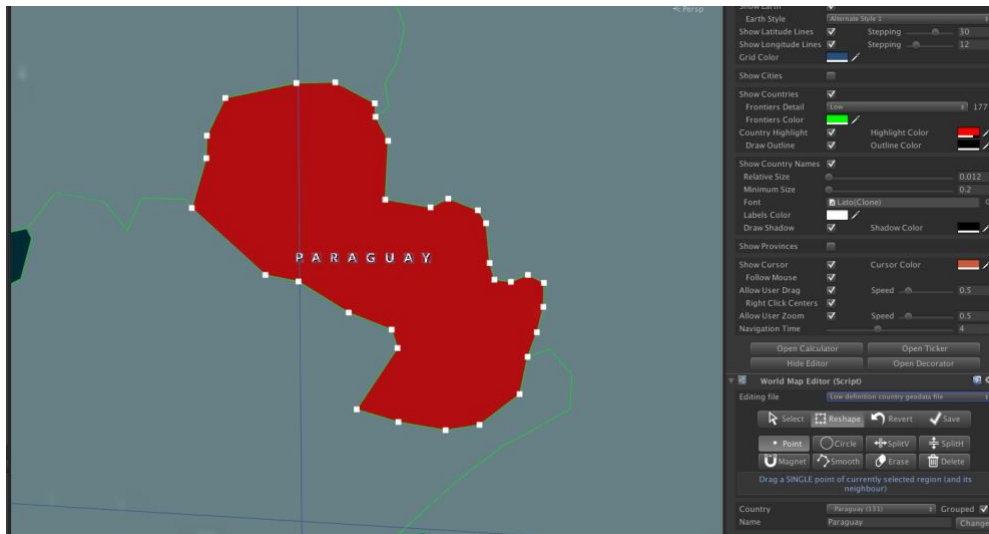 Persp
PARAGUAY
Show Earth
Earth Style Alternate Style 1
Show Latitude Lines Stepping 30
Show Longitude Lines Stepping 12
Grid Color
Show Cities
Show Countries
Frontiers Detail Low 177
Frontiers Color
Country Highlight Highlight Color
Draw Outline Outline Color
Show Country Names
Relative Size 0.012
Minimum Size 0.2
Font Lato(Clone)
Labels Color
Draw Shadow Shadow Color
Show Provinces
Show Cursor Cursor Color
Follow Mouse
Allow User Drag Speed 0.5
Right Click Centers
Allow User Zoom Speed 0.5
Navigation Time 4
Open Calculator Open Ticker
Hide Editor Open Decorator
World Map Editor (Script)
Editing file Low definition country geodata file
Select Reshape Revert Save
Point Circle SplitV SplitH
Magnet Smooth Erase Delete
Drag a SINGLE point of currently selected region (and its
neighbour)
Country Paraguay (131) Grouped
Name Paraguay Change